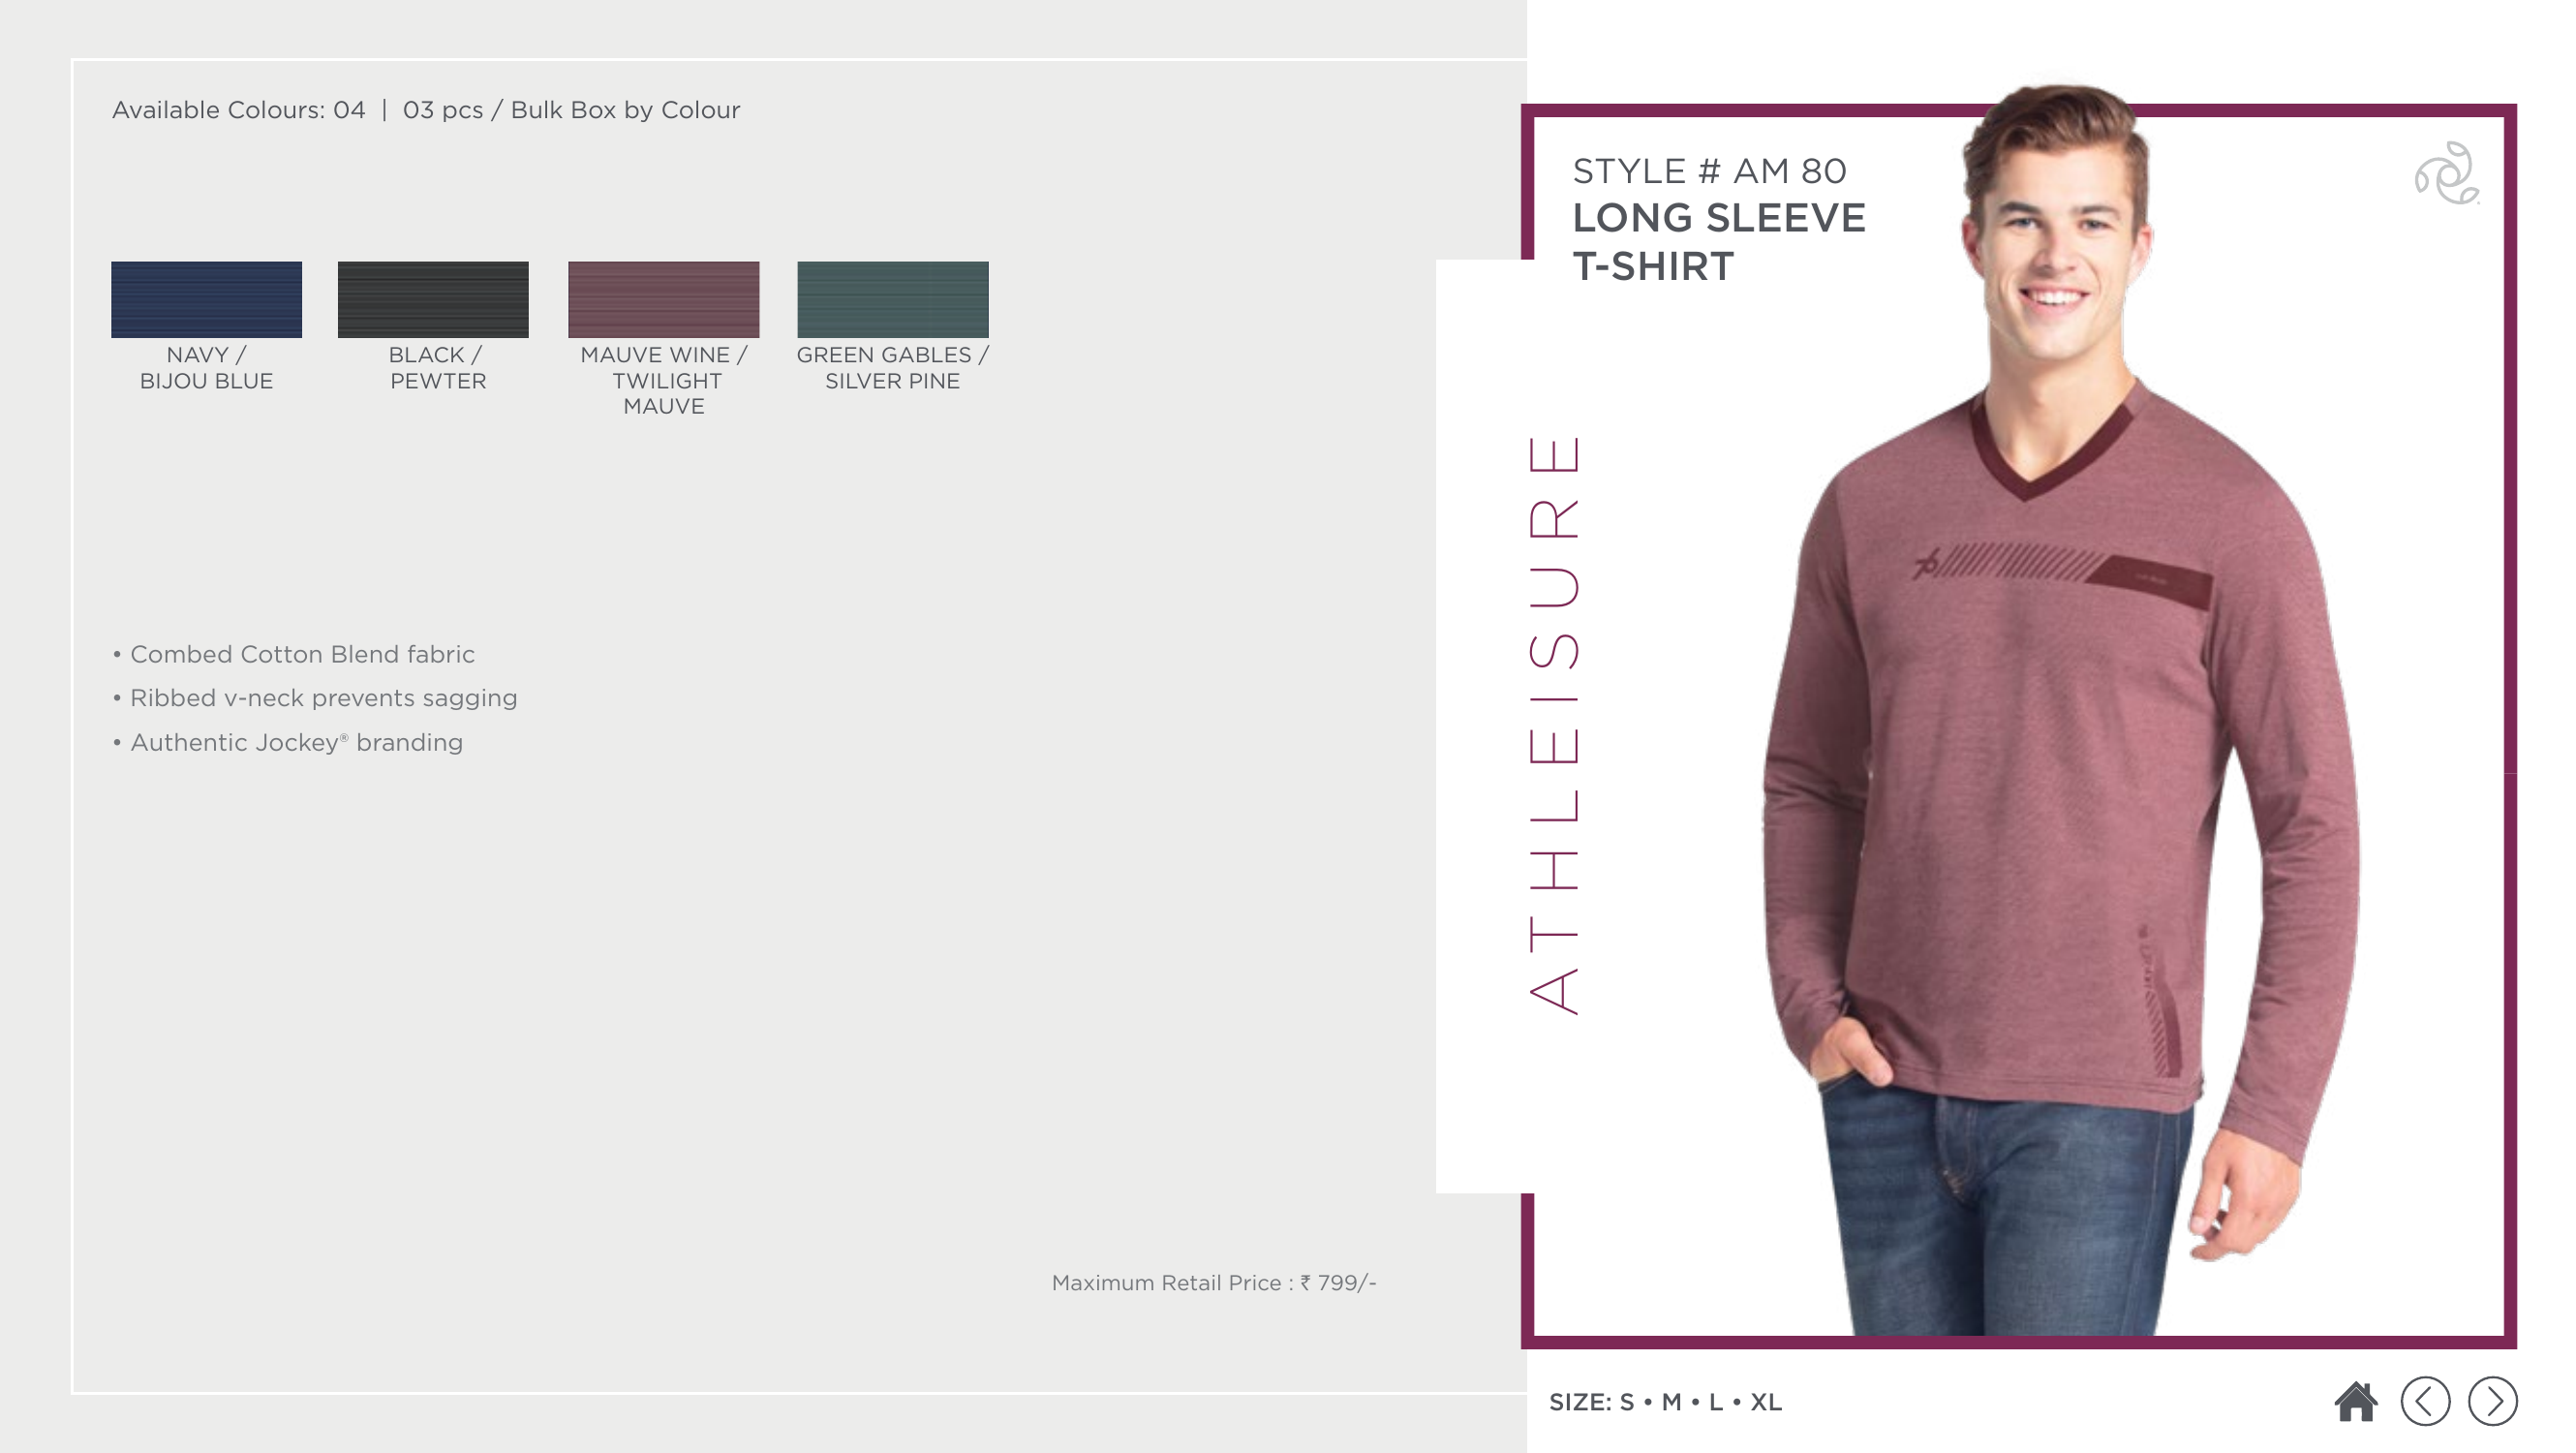 Available Colours: 04 | 03 pcs / Bulk Box by Colour
NAVY /
BIJOU BLUE
BLACK /
PEWTER
MAUVE WINE /
TWILIGHT
MAUVE
GREEN GABLES /
SILVER PINE
• Combed Cotton Blend fabric
• Ribbed v-neck prevents sagging
• Authentic Jockey® branding
Maximum Retail Price : ₹ 799/-
STYLE # AM 80
LONG SLEEVE
T-SHIRT
ATHLEISURE
SIZE: S • M • L • XL